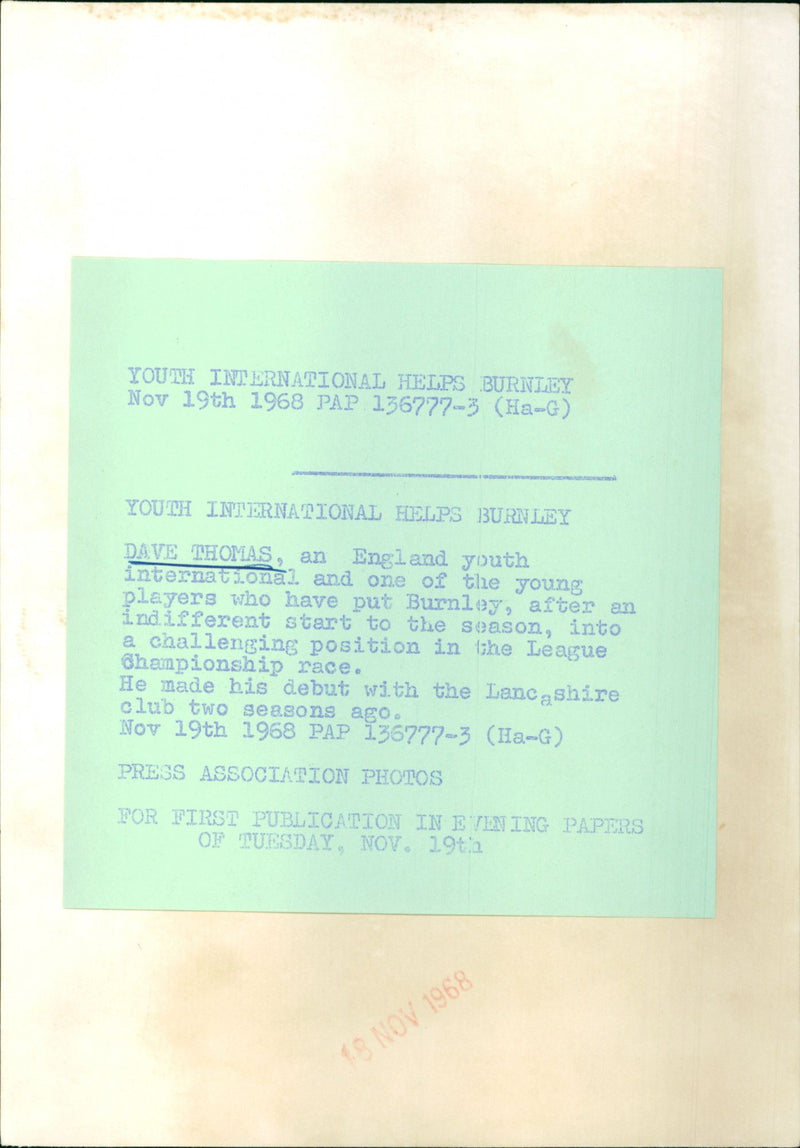 YOUTH INTERNATIONAL HELPS BURNLEY
Nov 19th 1968 PAP 136777-3 (Ha-G)
YOUTH INTERNATIONAL HELPS BURNLEY
DAVE THOMAS, an England youth
international and one of the young
players who have put Burnley, after an
indifferent start to the season, into
a challenging position in the League
Championship race.
He made his debut with the Lancashire
club two seasons ago.
Nov 19th 1968 PAP 136777-3 (Ha-G)
PRESS ASSOCIATION PHOTOS
FOR FIRST PUBLICATION IN EVENING PAPERS
OF TUESDAY, NOV. 19th
18 NOV 1968